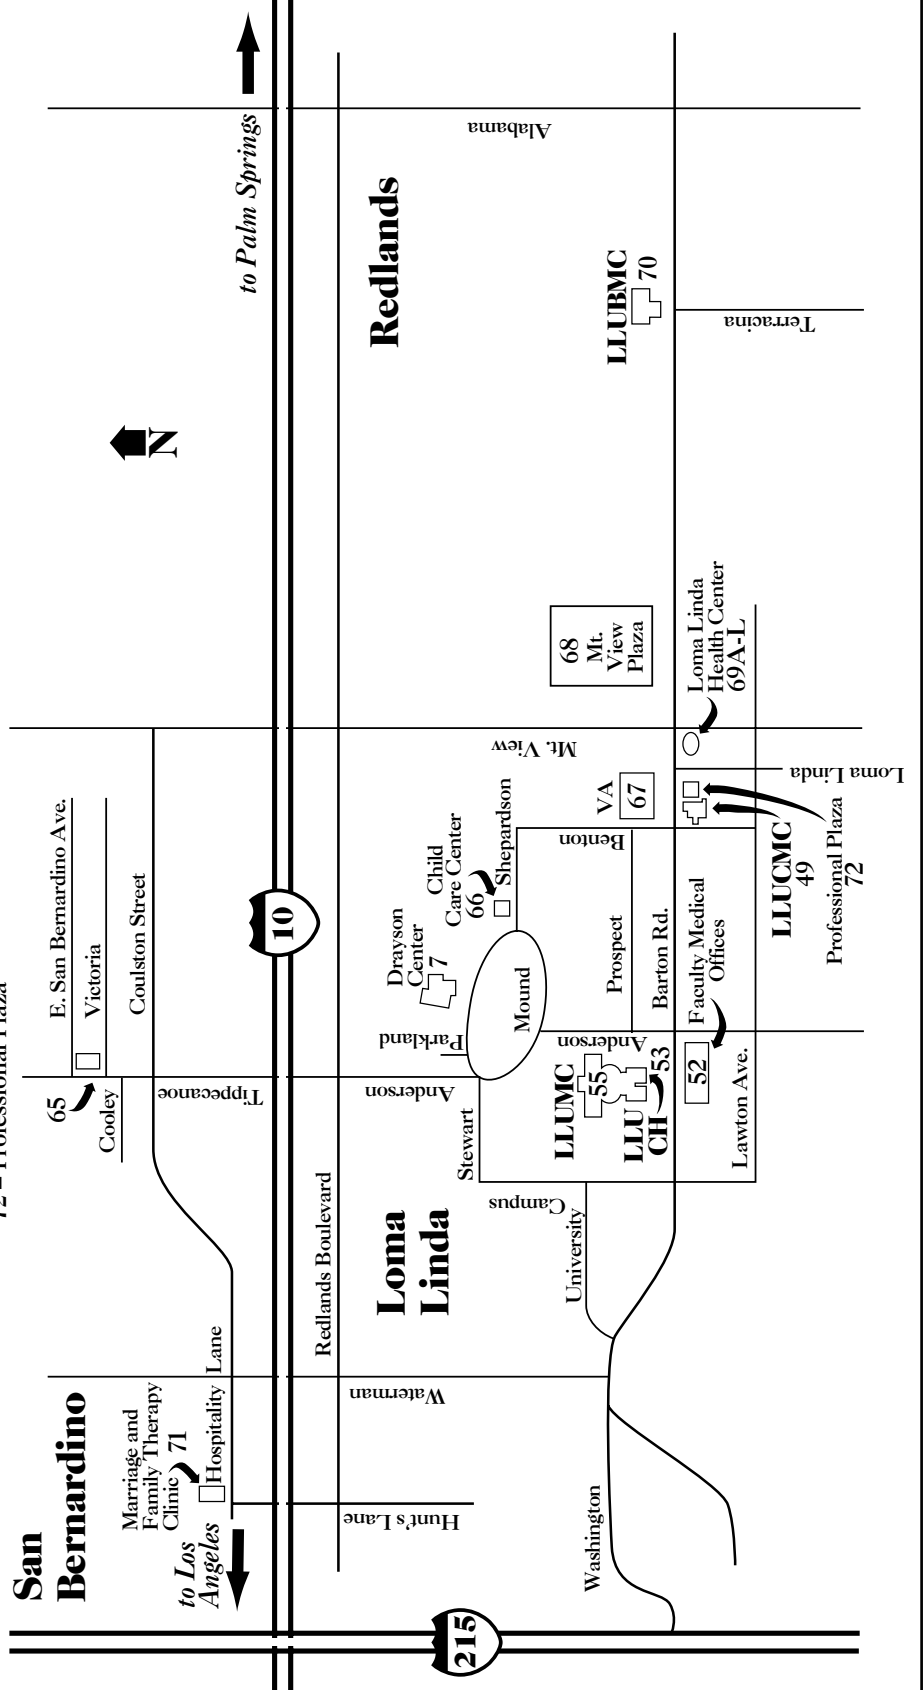 72 – Professional Plaza
San
Bernardino
65
E. San Bernardino Ave.
Victoria
Cooley
Coulston Street
Tippecanoe
Marriage and
Family Therapy
Clinic
71
Hospitality Lane
to Los
Angeles
to Palm Springs
N
10
215
Hunt's Lane
Waterman
Redlands Boulevard
Anderson
Parkland
Mt. View
Alabama
Loma
Linda
Redlands
Drayson
Center
7
Child
Care Center
66
Shepardson
Stewart
Mound
Campus
University
Washington
LLUMC
55
LLU
CH
53
Anderson
Prospect
Benton
VA
67
68
Mt.
View
Plaza
LLUBMC
70
Barton Rd.
52
Faculty Medical
Offices
Lawton Ave.
Loma Linda
Health Center
69A-L
Loma Linda
Terracina
LLUCMC
49
Professional Plaza
72